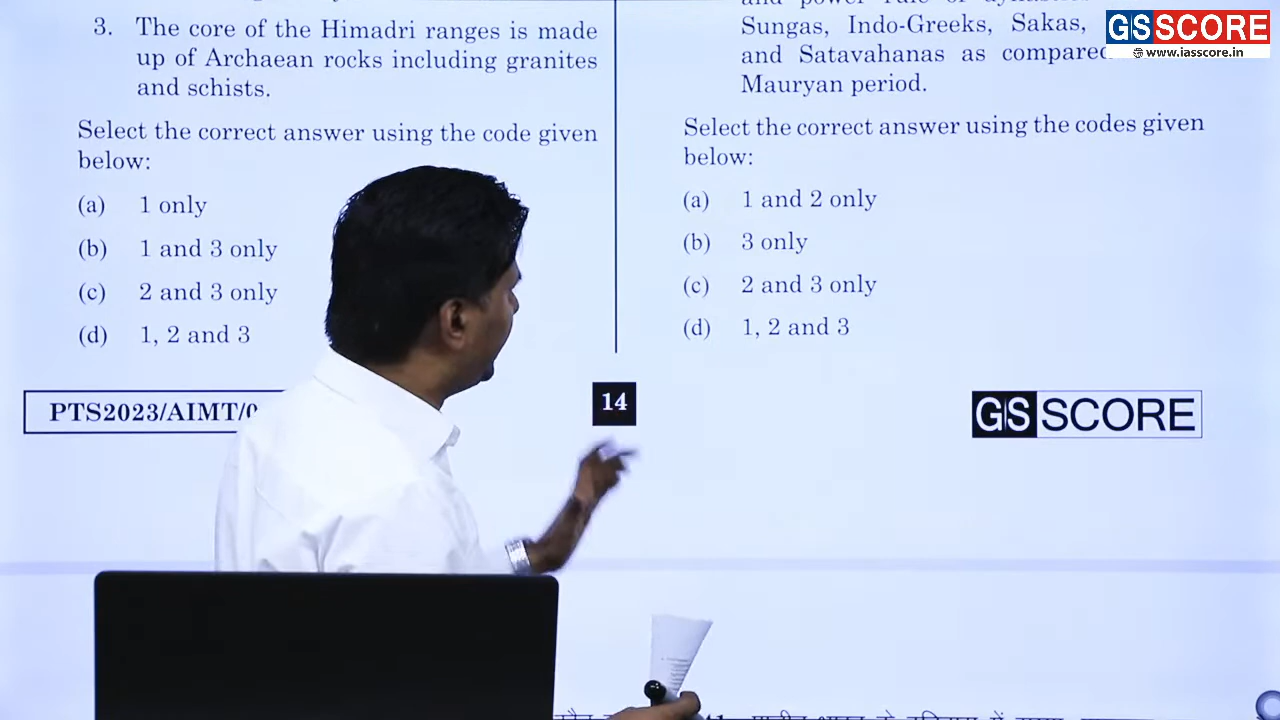 3. The core of the Himadri ranges is made
up of Archaean rocks including granites
and schists.
Select the correct answer using the code given
below:
(a) 1 only
(b) 1 and 3 only
(c) 2 and 3 only
(d) 1, 2 and 3
PTS2023/AIMT/0
Sungas, Indo-Greeks, Sakas,
and Satavahanas as compared
Mauryan period.
Select the correct answer using the codes given
below:
(a) 1 and 2 only
(b) 3 only
(c) 2 and 3 only
(d) 1, 2 and 3
14
GS SCORE
GS SCORE
www.iasscore.in